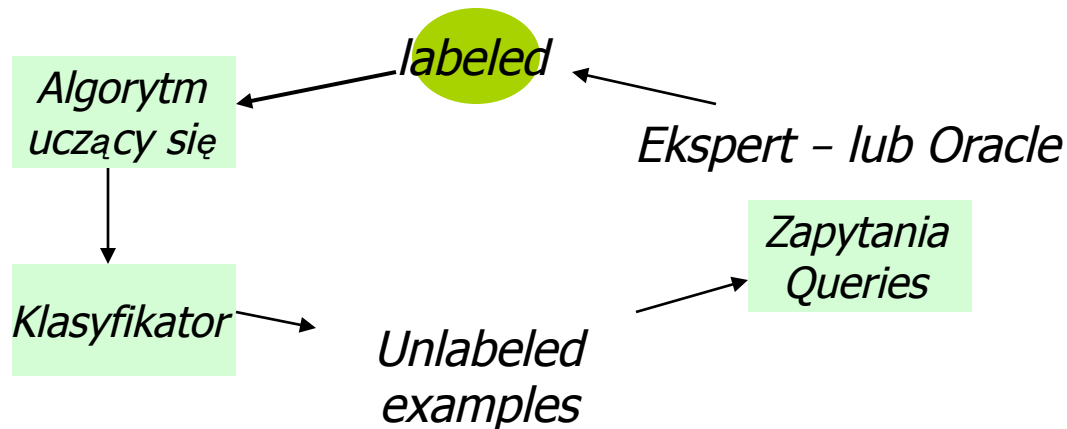 labeled
Algorytm
uczący się
Ekspert – lub Oracle
Zapytania
Queries
Klasyfikator
Unlabeled
examples